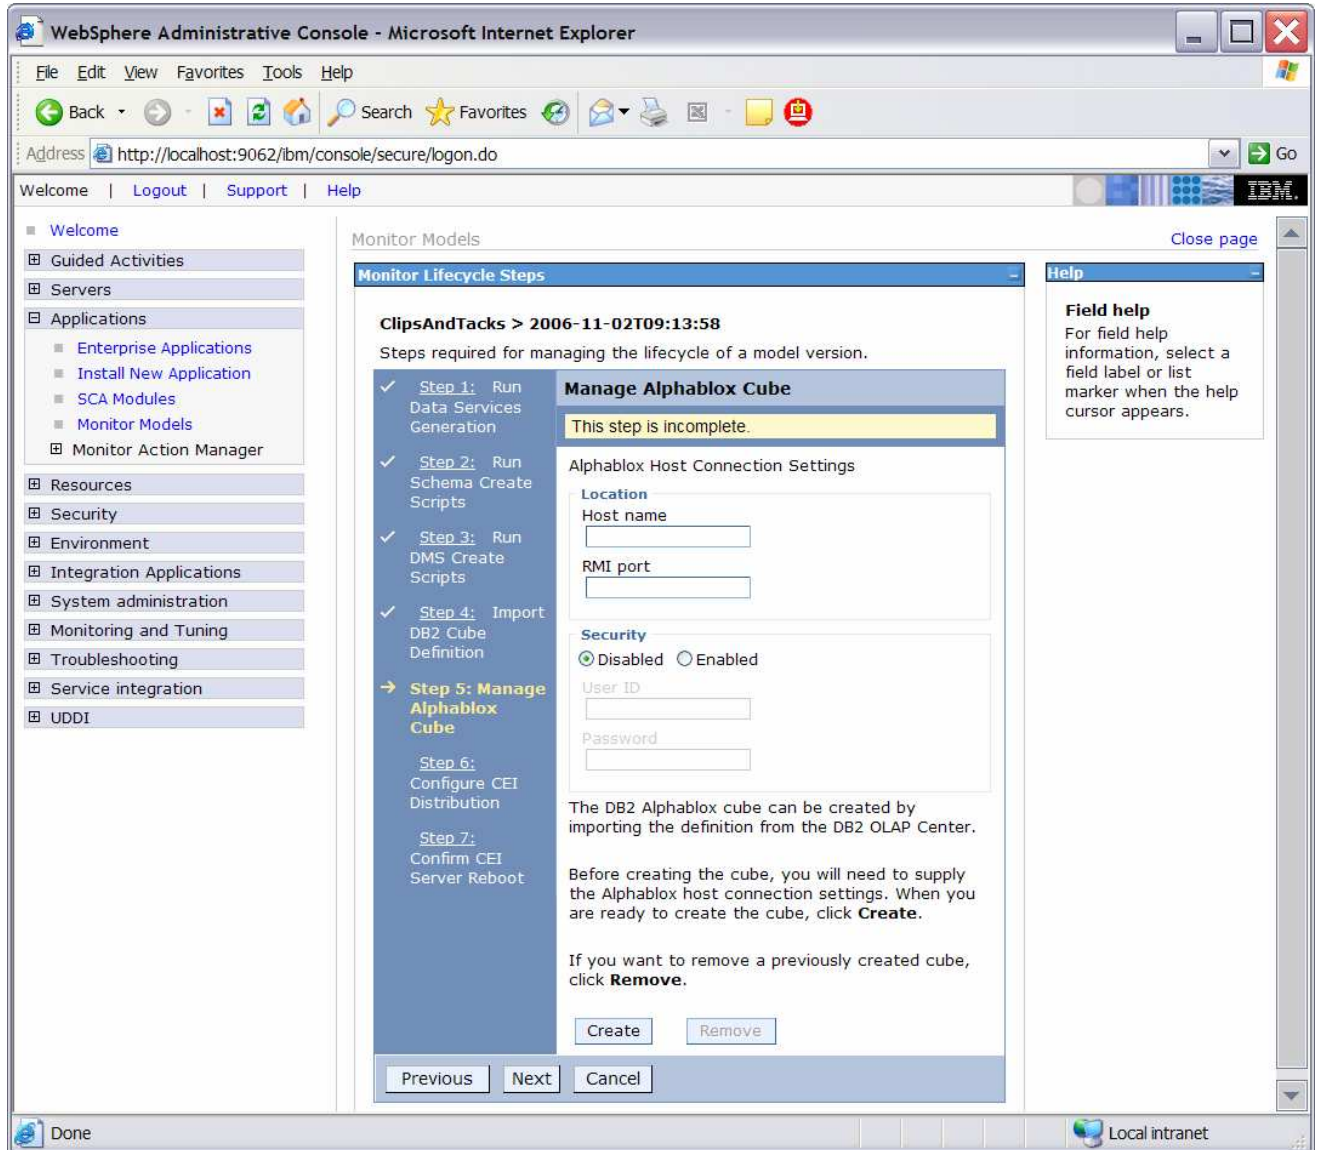 WebSphere Administrative Console - Microsoft Internet Explorer
File Edit View Favorites Tools Help
Back Search Favorites
Address http://localhost:9062/ibm/console/secure/logon.do Go
Welcome | Logout | Support | Help
IBM.
Welcome
Guided Activities
Servers
Applications
Enterprise Applications
Install New Application
SCA Modules
Monitor Models
Monitor Action Manager
Resources
Security
Environment
Integration Applications
System administration
Monitoring and Tuning
Troubleshooting
Service integration
UDDI
Monitor Models
Close page
Monitor Lifecycle Steps
ClipsAndTacks > 2006-11-02T09:13:58
Steps required for managing the lifecycle of a model version.
Step 1: Run
Data Services
Generation
Step 2: Run
Schema Create
Scripts
Step 3: Run
DMS Create
Scripts
Step 4: Import
DB2 Cube
Definition
Step 5: Manage
Alphablox
Cube
Step 6:
Configure CEI
Distribution
Step 7:
Confirm CEI
Server Reboot
Manage Alphablox Cube
This step is incomplete.
Alphablox Host Connection Settings
Location
Host name
RMI port
Security
Disabled Enabled
User ID
Password
The DB2 Alphablox cube can be created by
importing the definition from the DB2 OLAP Center.
Before creating the cube, you will need to supply
the Alphablox host connection settings. When you
are ready to create the cube, click Create.
If you want to remove a previously created cube,
click Remove.
Create Remove
Previous Next Cancel
Help
Field help
For field help
information, select a
field label or list
marker when the help
cursor appears.
Done
Local intranet